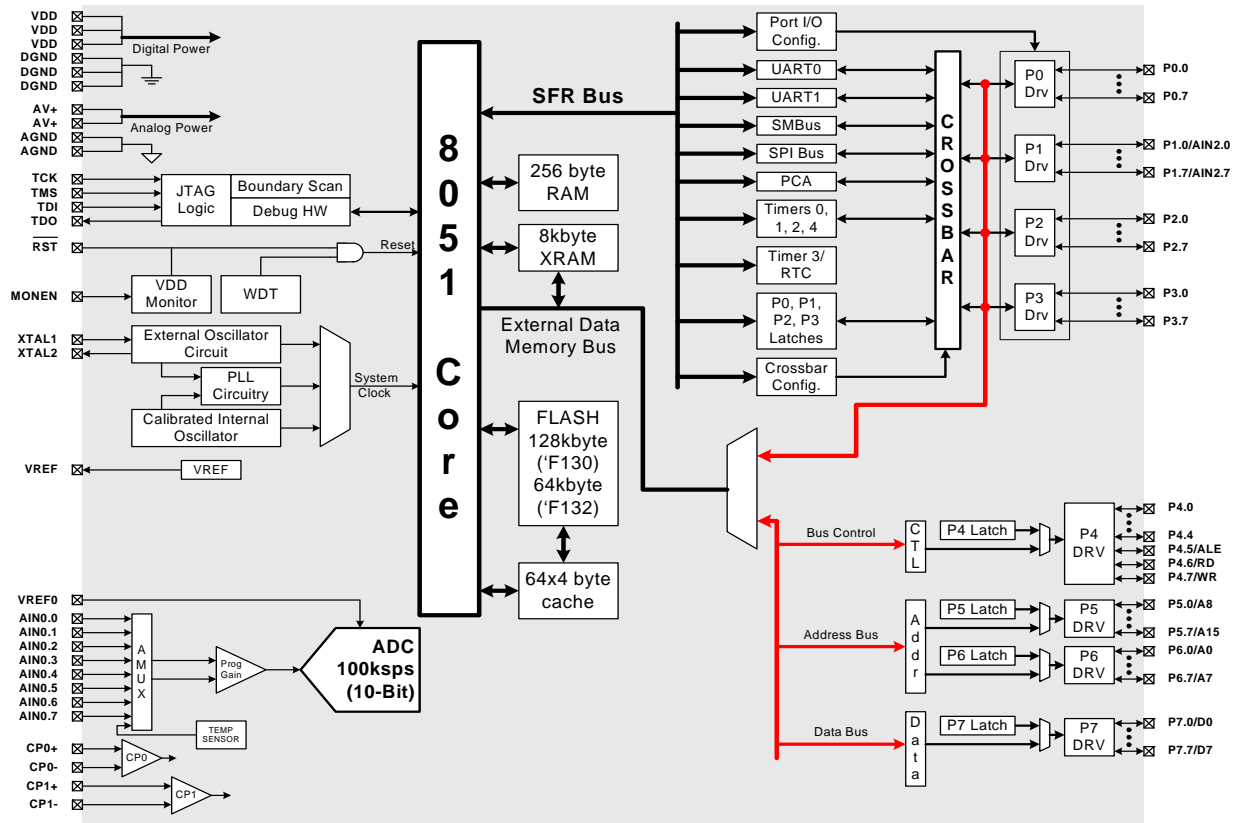 VDD
VDD
VDD
DGND
DGND
DGND
Digital Power
AV+
AV+
AGND
AGND
Analog Power
TCK
TMS
TDI
TDO
JTAG
Logic
Boundary Scan
Debug HW
RST
Reset
MONEN
VDD
Monitor
WDT
XTAL1
XTAL2
External Oscillator
Circuit
PLL
Circuitry
Calibrated Internal
Oscillator
System
Clock
VREF
VREF
VREF0
AIN0.0
AIN0.1
AIN0.2
AIN0.3
AIN0.4
AIN0.5
AIN0.6
AIN0.7
A
M
U
X
Prog
Gain
ADC
100ksps
(10-Bit)
TEMP
SENSOR
CP0+
CP0-
CP0
CP1+
CP1-
CP1
8
0
5
1
C
o
r
e
SFR Bus
256 byte
RAM
8kbyte
XRAM
External Data
Memory Bus
FLASH
128kbyte
('F130)
64kbyte
('F132)
64x4 byte
cache
Port I/O
Config.
UART0
UART1
SMBus
SPI Bus
PCA
Timers 0,
1, 2, 4
Timer 3/
RTC
P0, P1,
P2, P3
Latches
Crossbar
Config.
C
R
O
S
S
B
A
R
P0
Drv
P1
Drv
P2
Drv
P3
Drv
P0.0
P0.7
P1.0/AIN2.0
P1.7/AIN2.7
P2.0
P2.7
P3.0
P3.7
Bus Control
C
T
L
P4 Latch
P4
DRV
P4.0
P4.4
P4.5/ALE
P4.6/RD
P4.7/WR
Address Bus
A
d
d
r
P5 Latch
P5
DRV
P5.0/A8
P5.7/A15
P6 Latch
P6
DRV
P6.0/A0
P6.7/A7
Data Bus
D
a
t
a
P7 Latch
P7
DRV
P7.0/D0
P7.7/D7